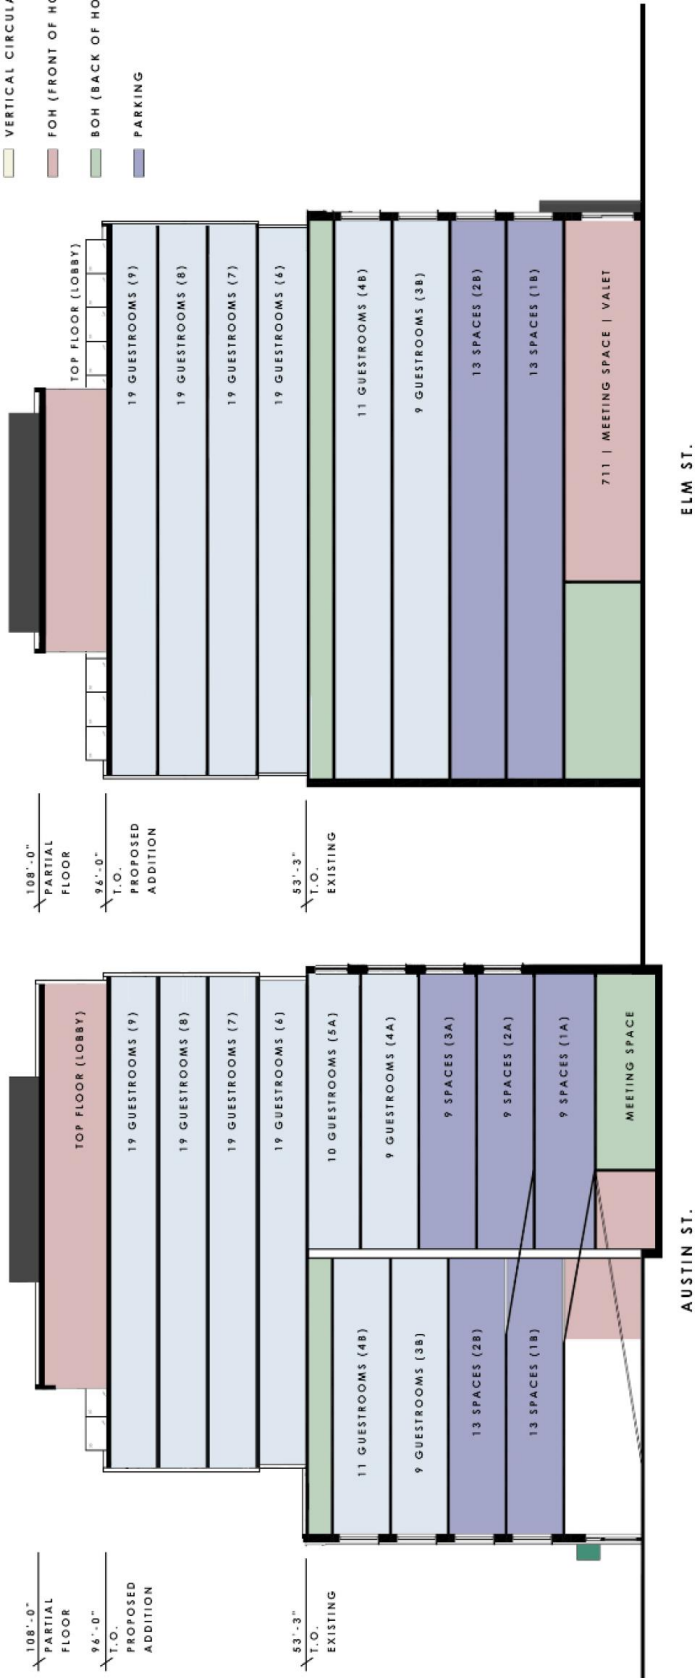 108'-0"
PARTIAL
FLOOR
96'-0"
T.O.
PROPOSED
ADDITION
53'-3"
T.O.
EXISTING
TOP FLOOR (LOBBY)
19 GUESTROOMS (9)
19 GUESTROOMS (8)
19 GUESTROOMS (7)
19 GUESTROOMS (6)
11 GUESTROOMS (4B)
9 GUESTROOMS (3B)
13 SPACES (2B)
13 SPACES (1B)
10 GUESTROOMS (5A)
9 GUESTROOMS (4A)
9 SPACES (3A)
9 SPACES (2A)
9 SPACES (1A)
MEETING SPACE
AUSTIN ST.
108'-0"
PARTIAL
FLOOR
96'-0"
T.O.
PROPOSED
ADDITION
53'-3"
T.O.
EXISTING
TOP FLOOR (LOBBY)
19 GUESTROOMS (9)
19 GUESTROOMS (8)
19 GUESTROOMS (7)
19 GUESTROOMS (6)
11 GUESTROOMS (4B)
9 GUESTROOMS (3B)
13 SPACES (2B)
13 SPACES (1B)
711 | MEETING SPACE | VALET
ELM ST.
VERTICAL CIRCULA
FOH (FRONT OF HO
BOH (BACK OF HO
PARKING